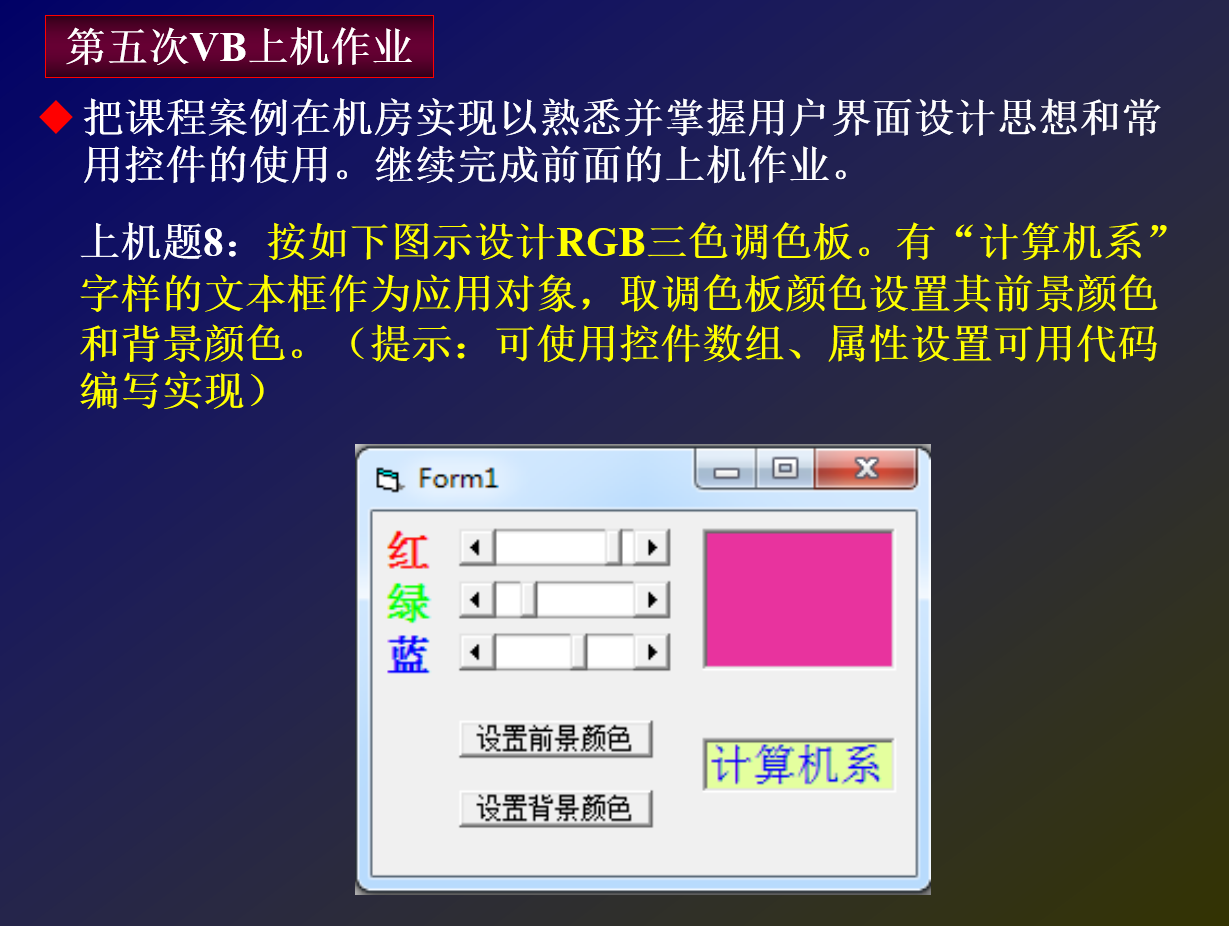 第五次VB上机作业
把课程案例在机房实现以熟悉并掌握用户界面设计思想和常
用控件的使用。继续完成前面的上机作业。
上机题8：按如下图示设计RGB三色调色板。有“计算机系”
字样的文本框作为应用对象，取调色板颜色设置其前景颜色
和背景颜色。（提示：可使用控件数组、属性设置可用代码
编写实现）
Form1
红
绿
蓝
设置前景颜色
计算机系
设置背景颜色